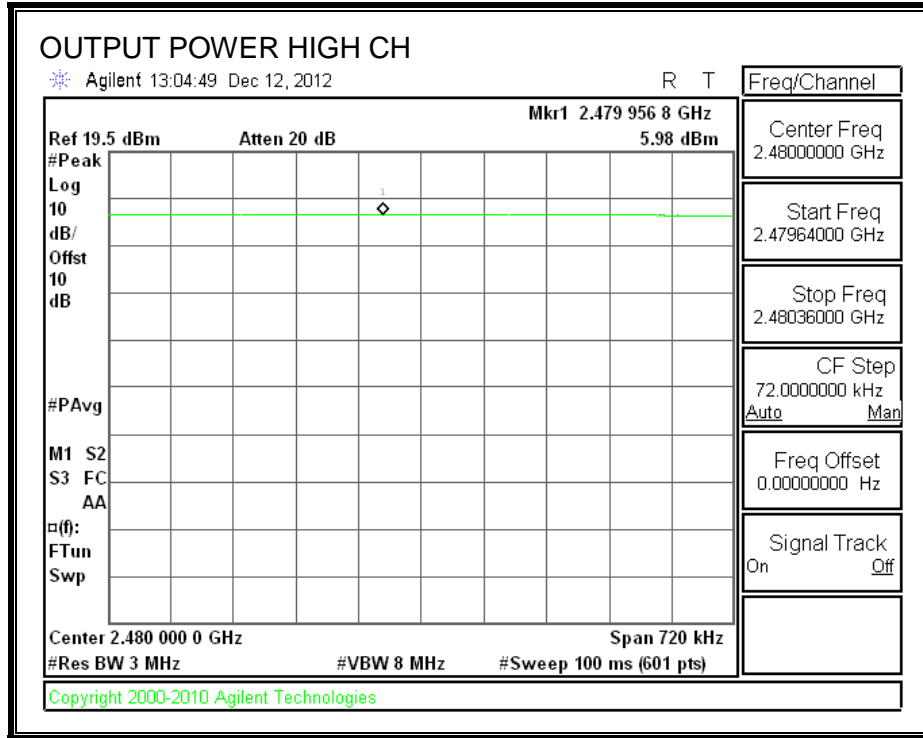 OUTPUT POWER HIGH CH
Agilent 13:04:49 Dec 12, 2012 R T
Freq/Channel
Mkr1 2.479 956 8 GHz
Ref 19.5 dBm Atten 20 dB 5.98 dBm
#Peak
Log
10
dB/
Offst
10
dB
#PAvg
M1 S2
S3 FC
AA
¤(f):
FTun
Swp
1
Center 2.480 000 0 GHz Span 720 kHz
#Res BW 3 MHz #VBW 8 MHz #Sweep 100 ms (601 pts)
Center Freq
2.48000000 GHz
Start Freq
2.47964000 GHz
Stop Freq
2.48036000 GHz
CF Step
72.0000000 kHz
Auto Man
Freq Offset
0.00000000 Hz
Signal Track
On Off
Copyright 2000-2010 Agilent Technologies